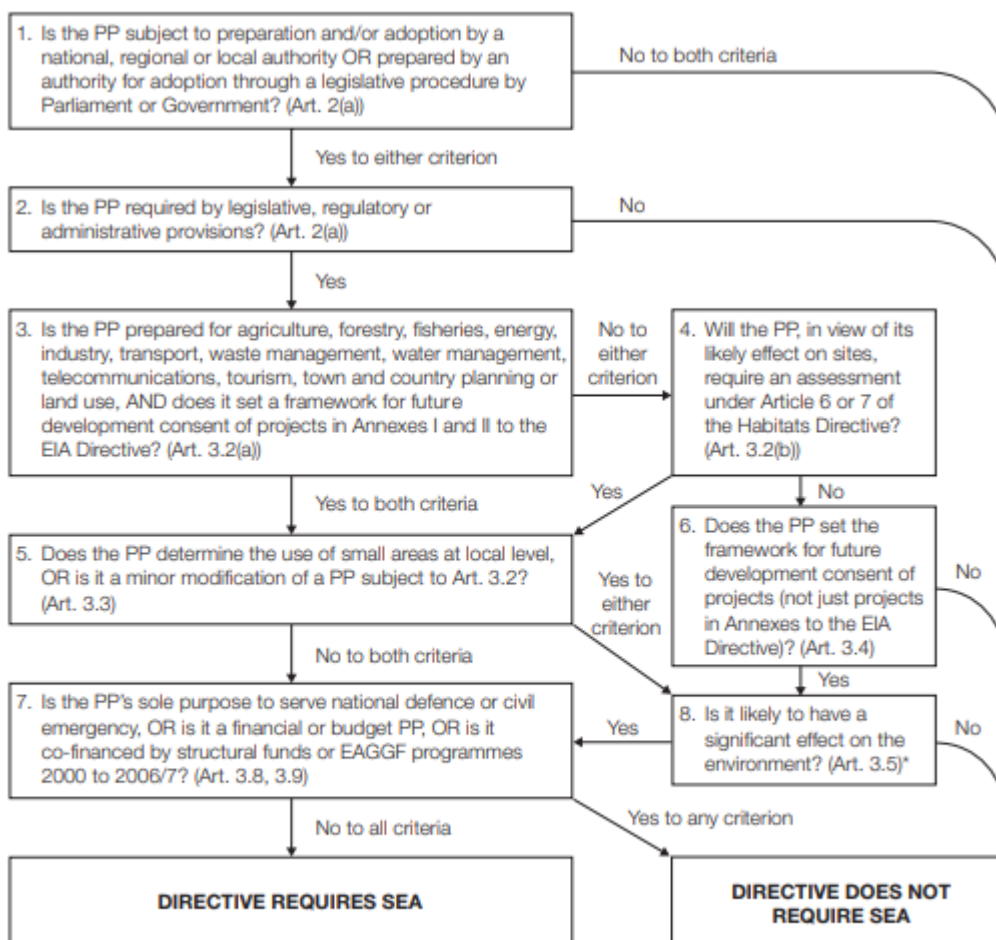 1. Is the PP subject to preparation and/or adoption by a
national, regional or local authority OR prepared by an
authority for adoption through a legislative procedure by
Parliament or Government? (Art. 2(a))
No to both criteria
Yes to either criterion
2. Is the PP required by legislative, regulatory or
administrative provisions? (Art. 2(a))
No
Yes
3. Is the PP prepared for agriculture, forestry, fisheries, energy,
industry, transport, waste management, water management,
telecommunications, tourism, town and country planning or
land use, AND does it set a framework for future
development consent of projects in Annexes I and II to the
EIA Directive? (Art. 3.2(a))
No to
either
criterion
4. Will the PP, in view of its
likely effect on sites,
require an assessment
under Article 6 or 7 of
the Habitats Directive?
(Art. 3.2(b))
Yes to both criteria
Yes
No
5. Does the PP determine the use of small areas at local level,
OR is it a minor modification of a PP subject to Art. 3.2?
(Art. 3.3)
Yes to
either
criterion
6. Does the PP set the
framework for future
development consent of
projects (not just projects
in Annexes to the EIA
Directive)? (Art. 3.4)
No
No to both criteria
Yes
7. Is the PP's sole purpose to serve national defence or civil
emergency, OR is it a financial or budget PP, OR is it
co-financed by structural funds or EAGGF programmes
2000 to 2006/7? (Art. 3.8, 3.9)
Yes
8. Is it likely to have a
significant effect on the
environment? (Art. 3.5)*
No
No to all criteria
Yes to any criterion
DIRECTIVE REQUIRES SEA
DIRECTIVE DOES NOT
REQUIRE SEA